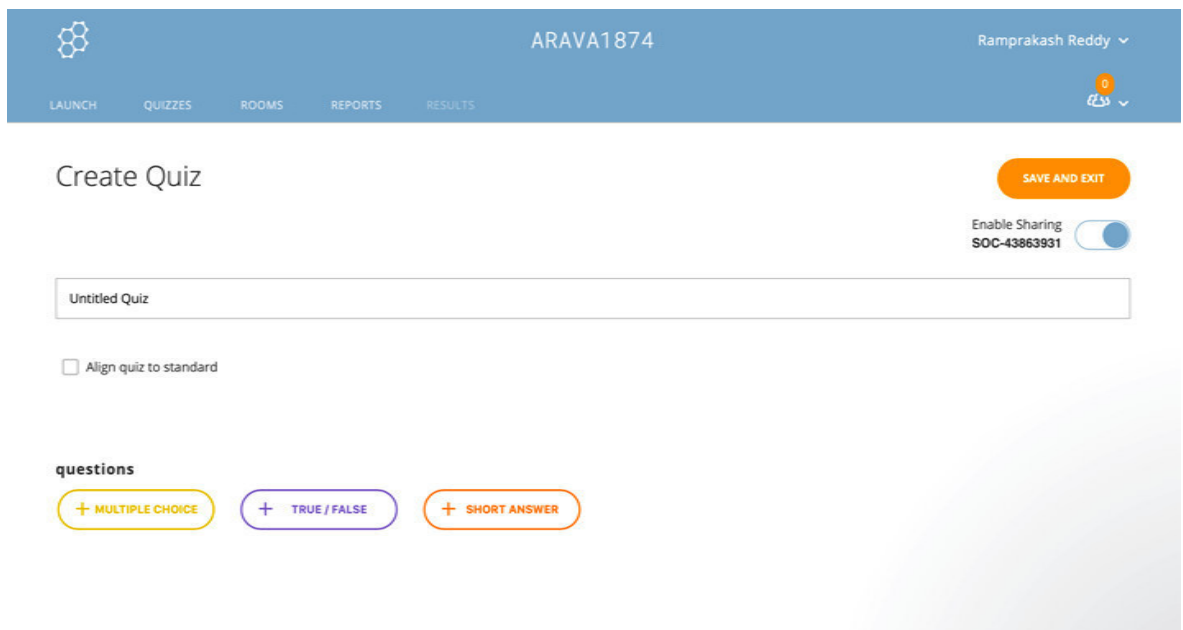 ARAVA1874
Ramprakash Reddy
0
LAUNCH QUIZZES ROOMS REPORTS RESULTS
Create Quiz
SAVE AND EXIT
Enable Sharing
SOC-43863931
Untitled Quiz
Align quiz to standard
questions
+ MULTIPLE CHOICE + TRUE / FALSE + SHORT ANSWER